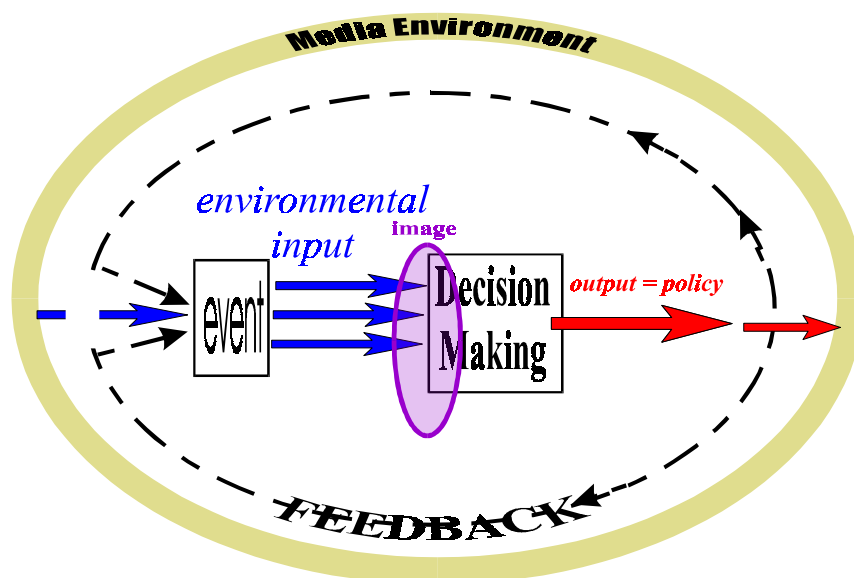 Media Environment
environmental
input
image
event
Decision
Making
output = policy
FEEDBACK